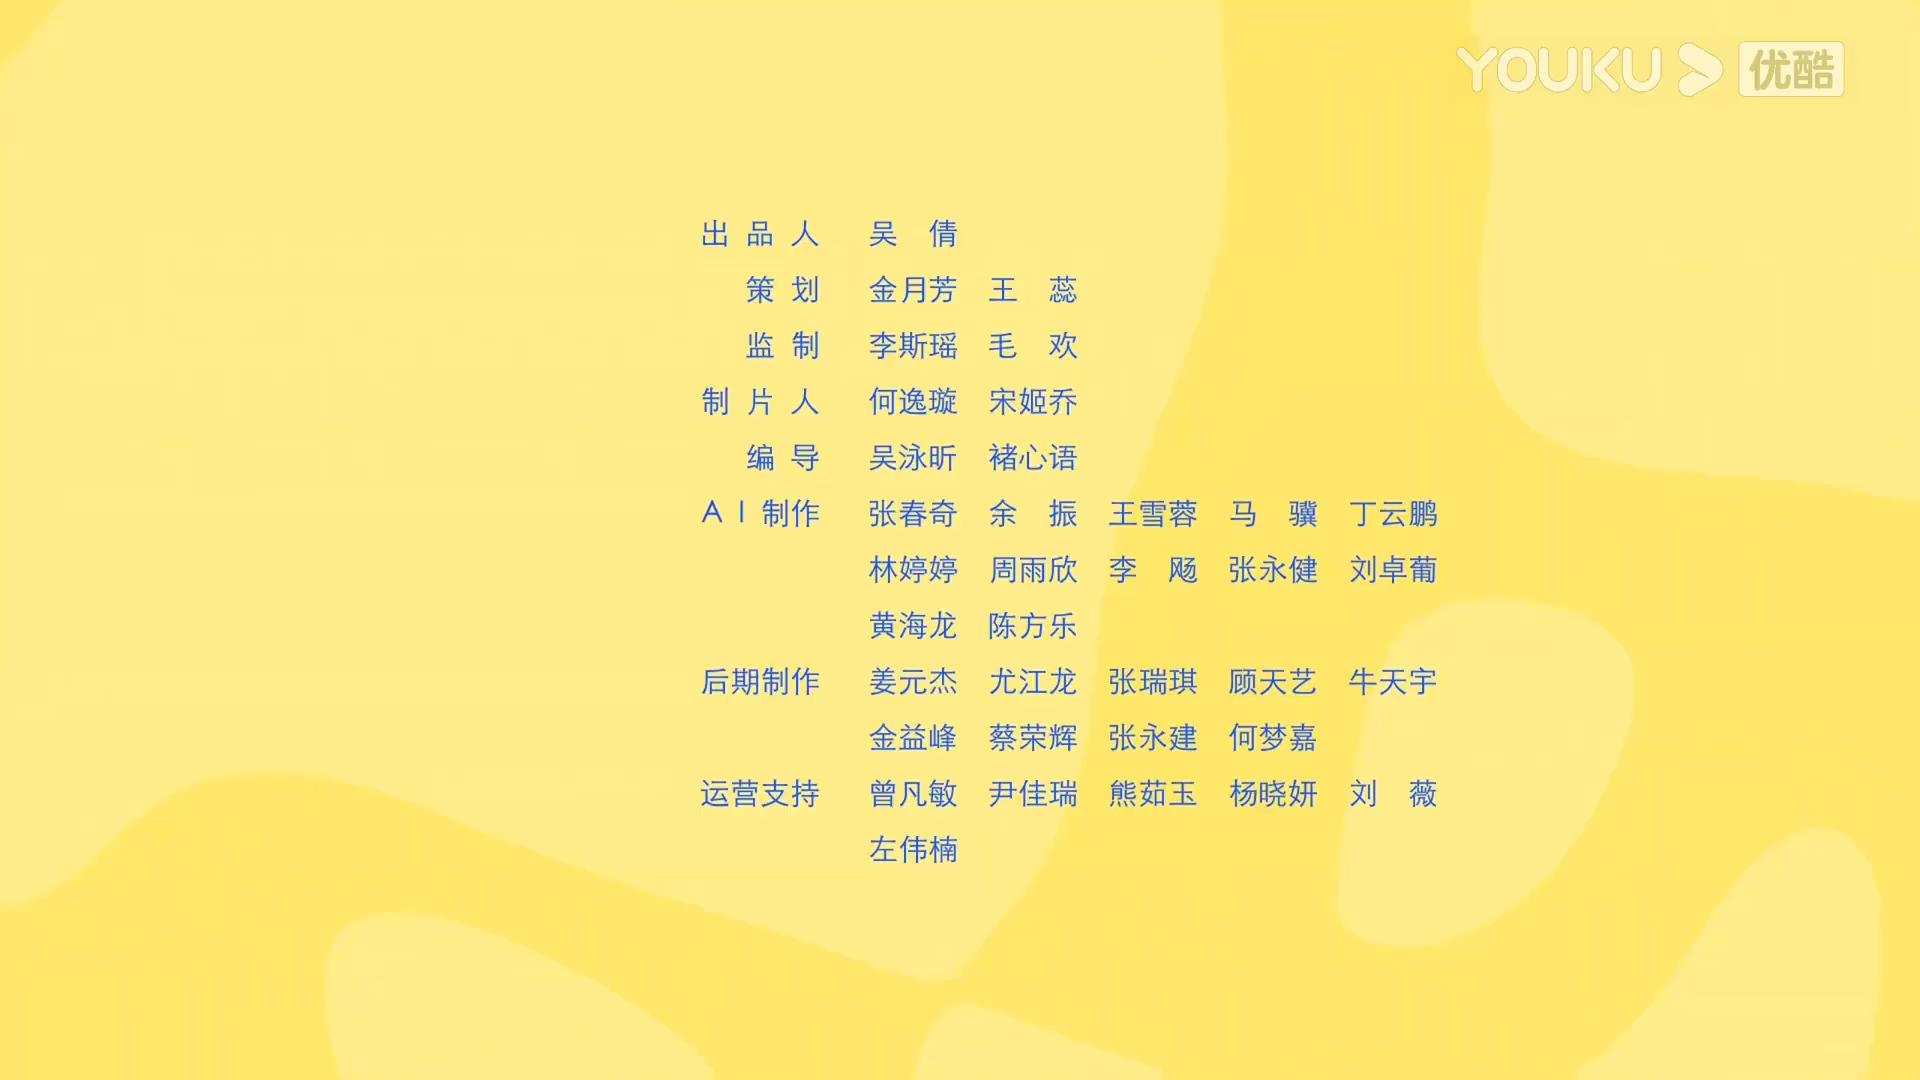 YOUKU 优酷
出品人 吴倩
策划 金月芳 王蕊
监制 李斯瑶 毛欢
制片人 何逸璇 宋姬乔
编导 吴泳昕 褚心语
AI制作 张春奇 余振 王雪蓉 马骥 丁云鹏
林婷婷 周雨欣 李飏 张永健 刘卓葡
黄海龙 陈方乐
后期制作 姜元杰 尤江龙 张瑞琪 顾天艺 牛天宇
金益峰 蔡荣辉 张永建 何梦嘉
运营支持 曾凡敏 尹佳瑞 熊茹玉 杨晓妍 刘薇
左伟楠